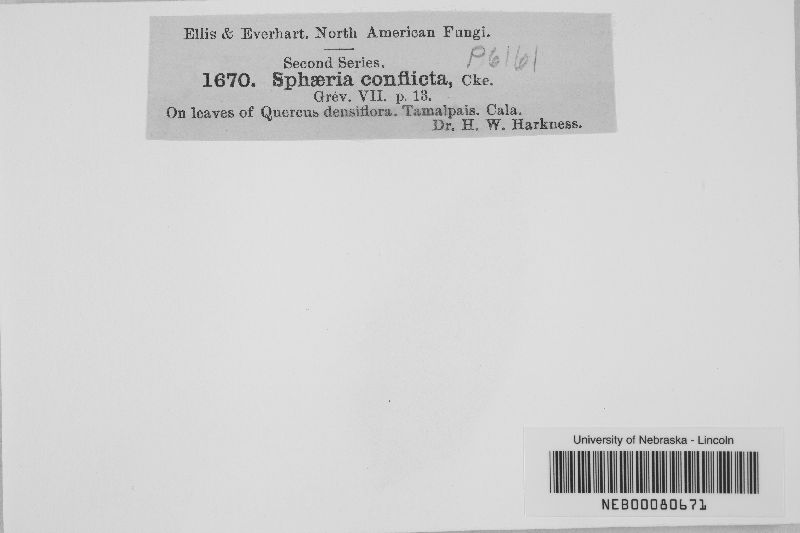 Ellis & Everhart. North American Fungi.
Second Series.
P6161
1670. Sphæria conflicta, Cke.
Grev. VII. p. 13.
On leaves of Quercus densiflora. Tamalpais. Cala.
Dr. H. W. Harkness.
University of Nebraska - Lincoln
NEB00080671